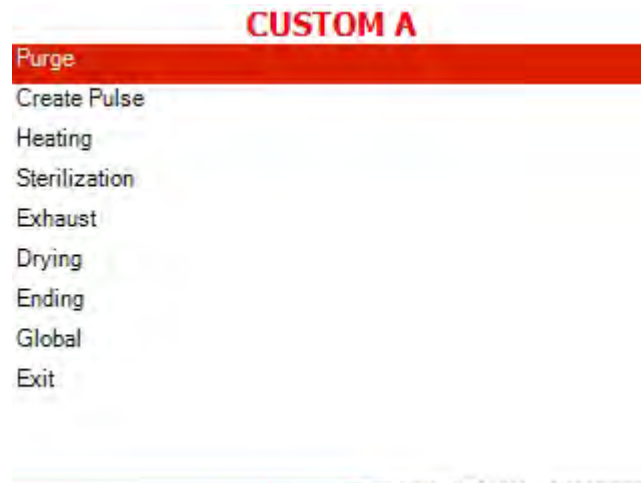 CUSTOM A
Purge
Create Pulse
Heating
Sterilization
Exhaust
Drying
Ending
Global
Exit